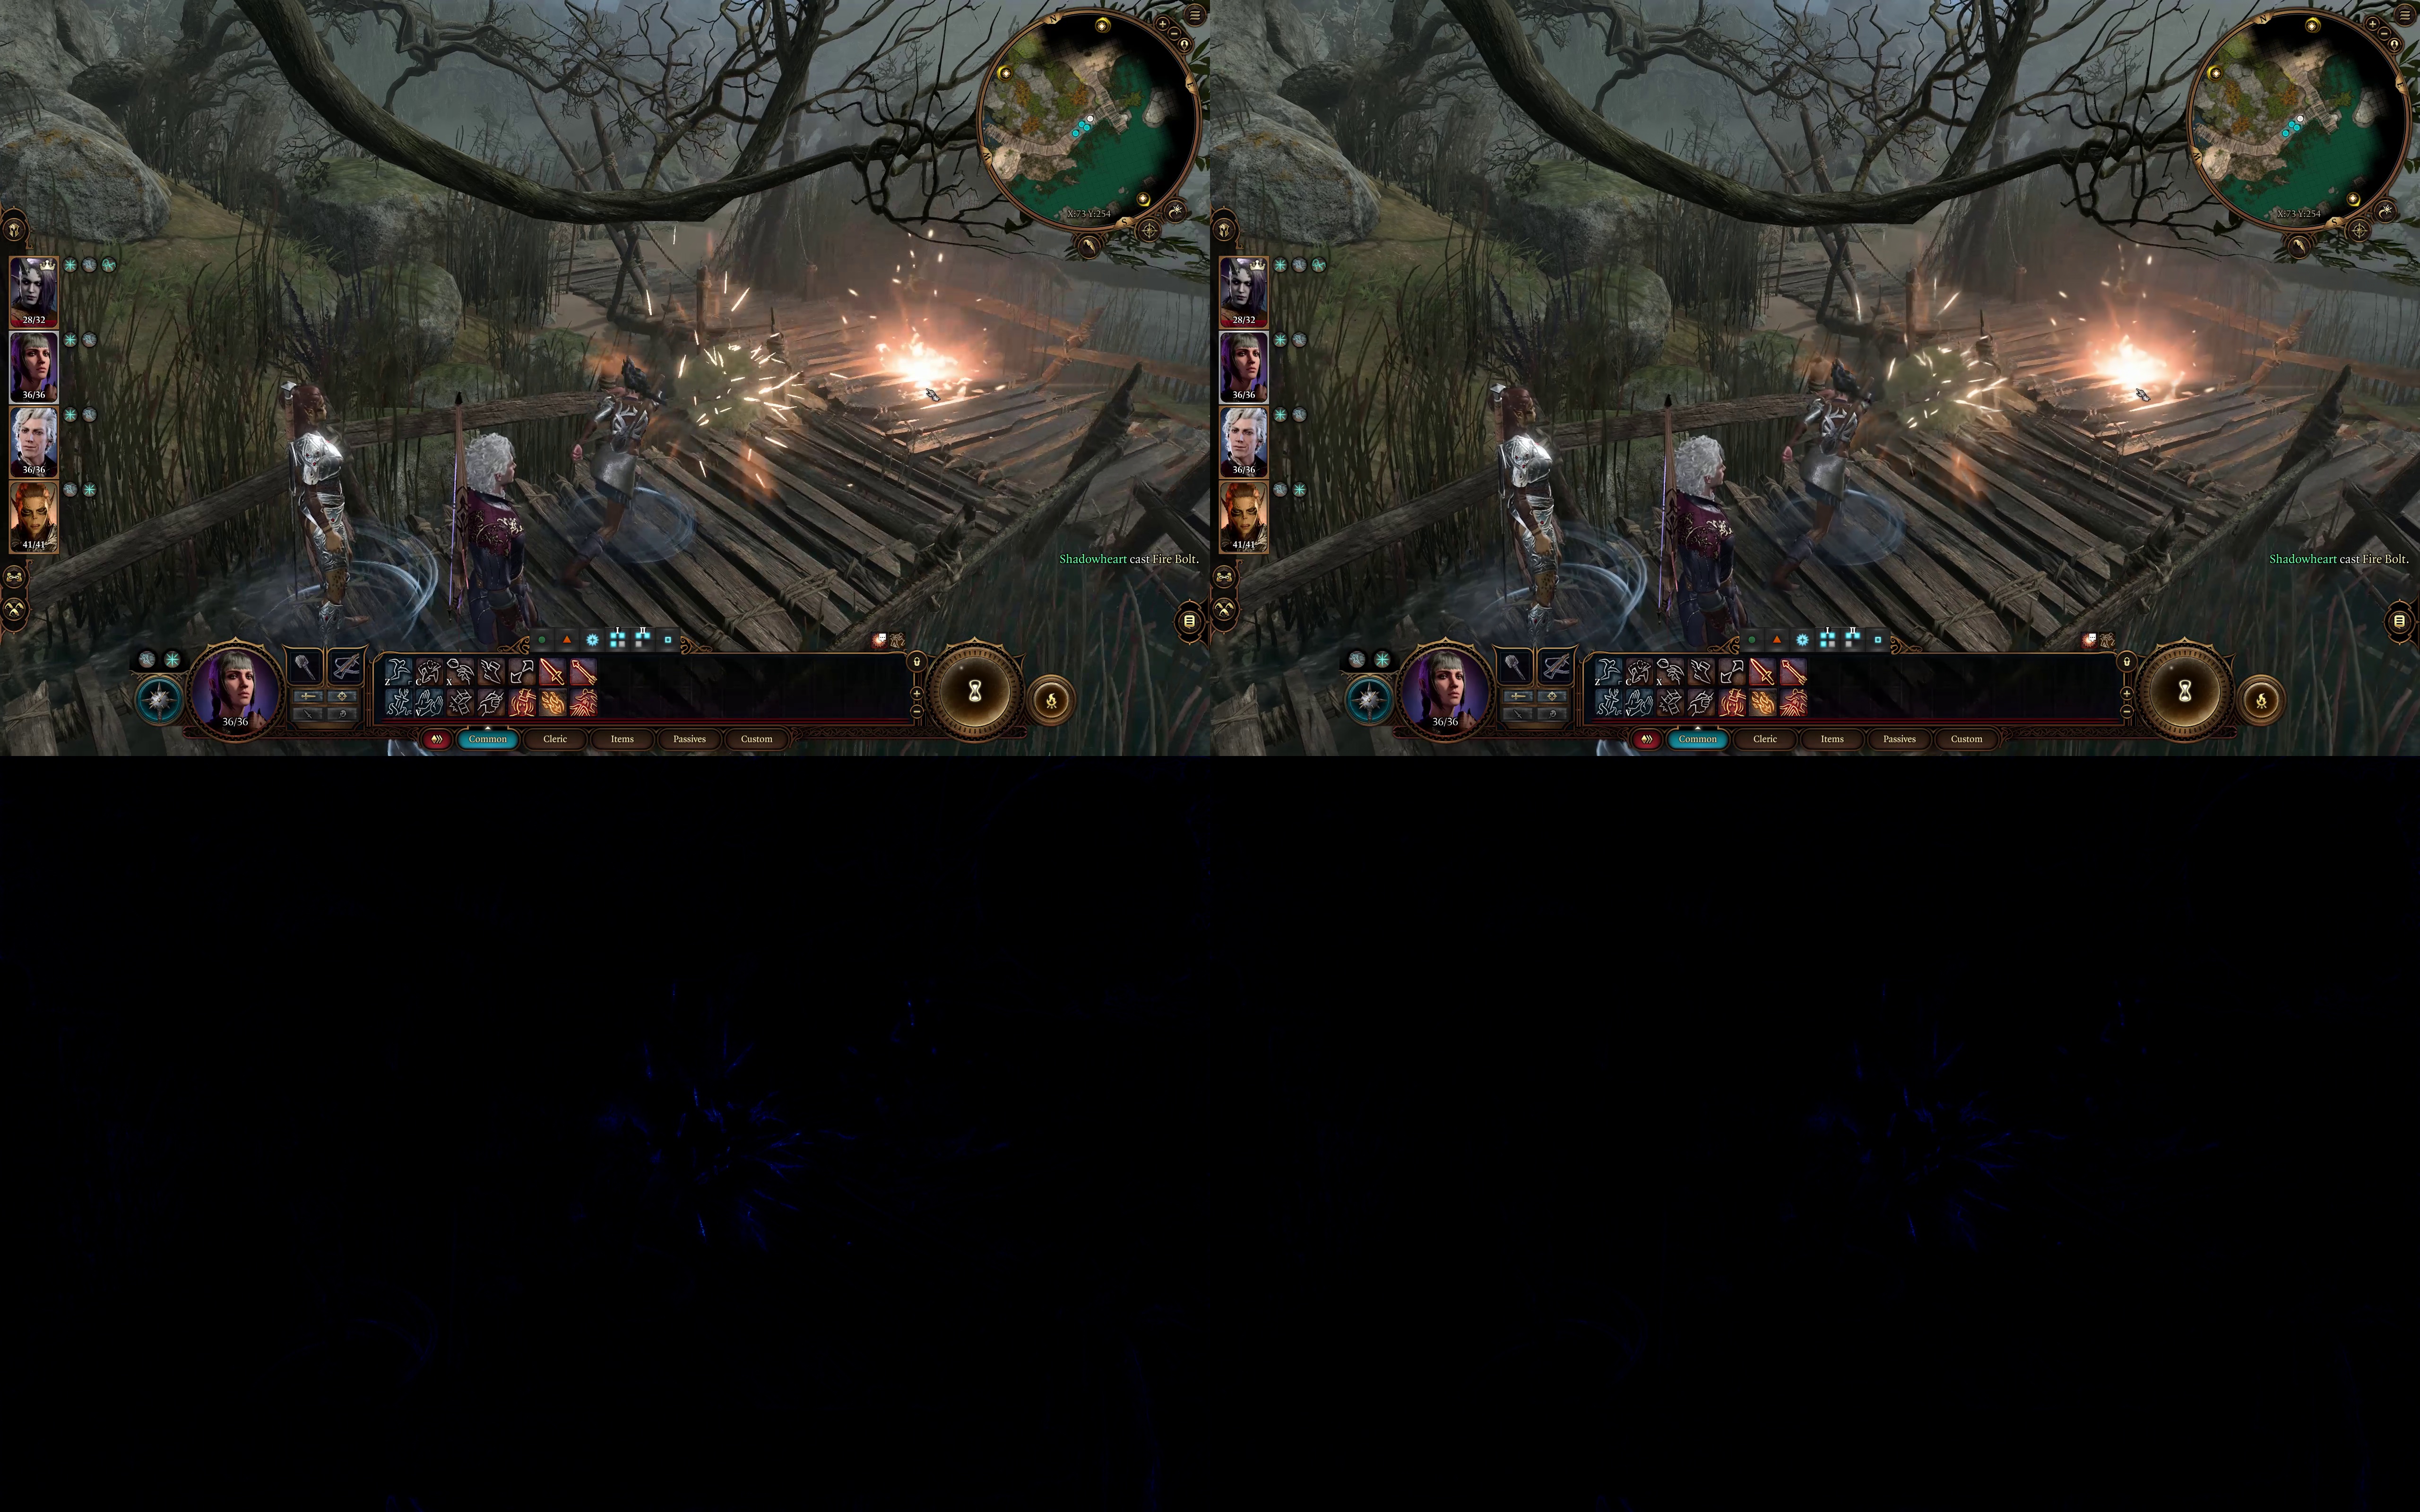 N
X:73 Y:254
S
28/32
36/36
36/36
41/41
Shadowheart cast Fire Bolt.
I II
Z C X
V
36/36
Common Cleric Items Passives Custom
N
X:73 Y:254
S
28/32
36/36
36/36
41/41
Shadowheart cast Fire Bolt.
I II
Z C X
V
36/36
Common Cleric Items Passives Custom